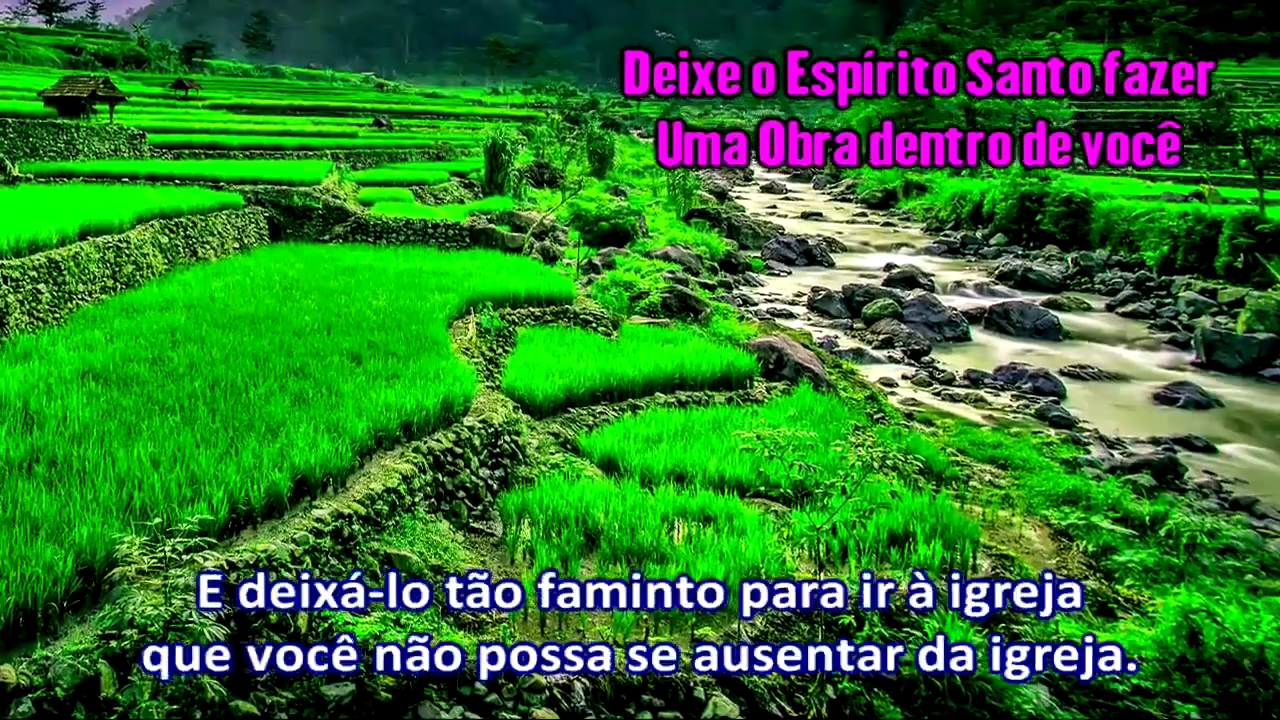 Deixe o Espírito Santo fazer
Uma Obra dentro de você
E deixá-lo tão faminto para ir à igreja
que você não possa se ausentar da igreja.